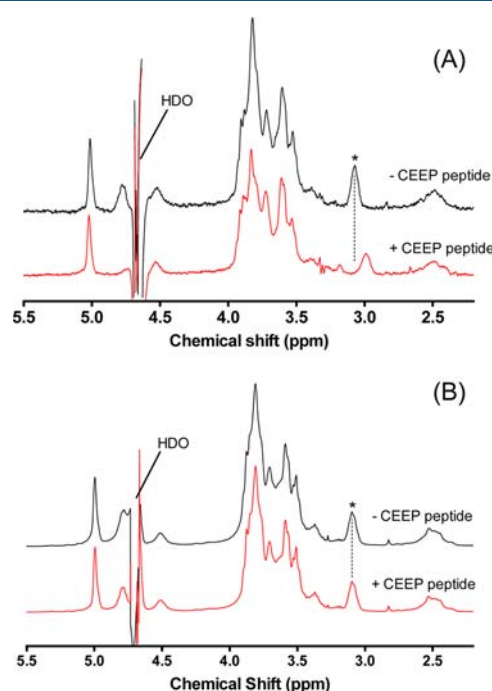 (A)
HDO
*
- CEEP peptide
+ CEEP peptide
5.5 5.0 4.5 4.0 3.5 3.0 2.5
Chemical shift (ppm)
(B)
HDO
*
- CEEP peptide
+ CEEP peptide
5.5 5.0 4.5 4.0 3.5 3.0 2.5
Chemical Shift (ppm)